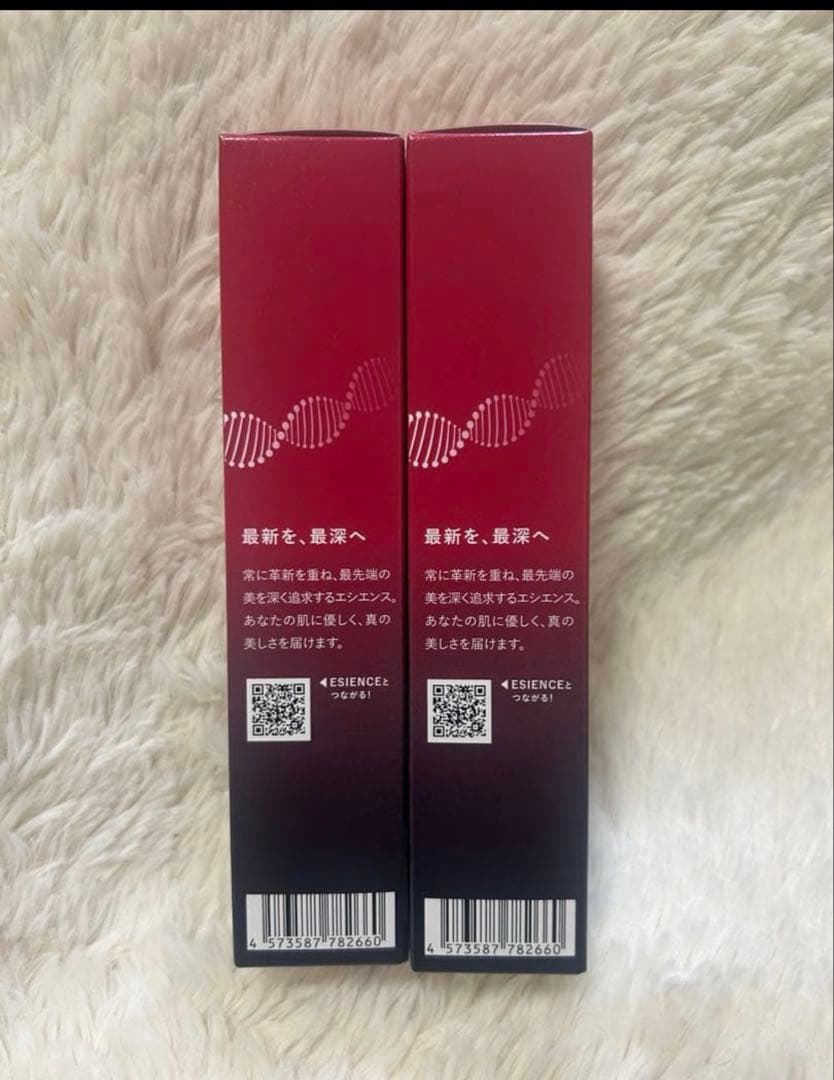 最新を、最深へ
常に革新を重ね、最先端の
美を深く追求するエシエンス。
あなたの肌に優しく、真の
美しさを届けます。
◀ESIENCEと
つながる!
4 573587 782660
最新を、最深へ
常に革新を重ね、最先端の
美を深く追求するエシエンス。
あなたの肌に優しく、真の
美しさを届けます。
◀ESIENCEと
つながる!
4 573587 782660